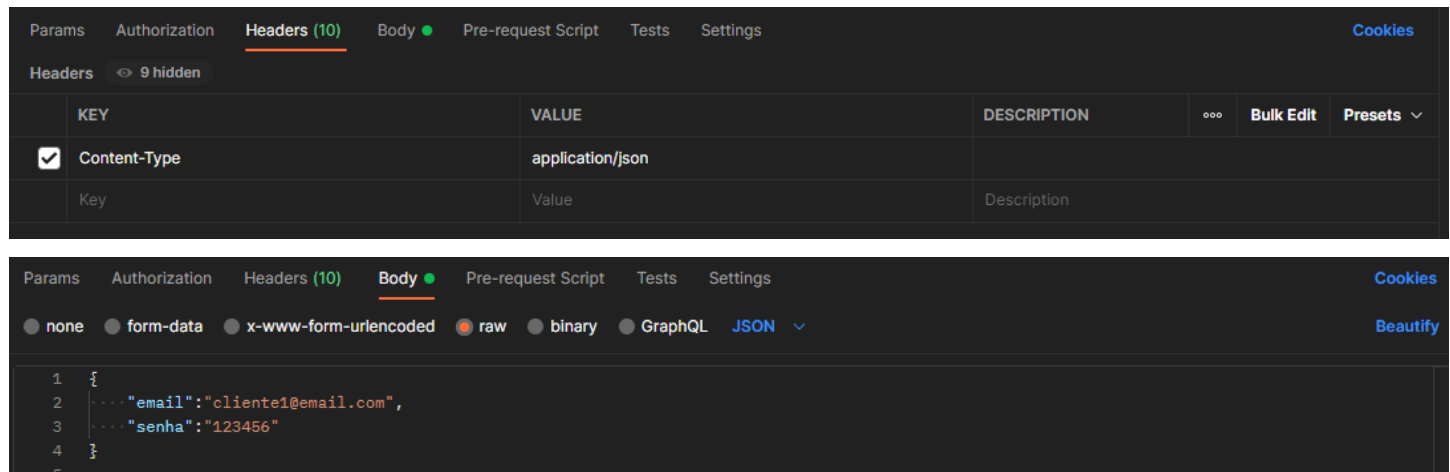 Params Authorization Headers (10) Body Pre-request Script Tests Settings Cookies
Headers 9 hidden
KEY VALUE DESCRIPTION ooo Bulk Edit Presets
Content-Type application/json
Key Value Description
Params Authorization Headers (10) Body Pre-request Script Tests Settings Cookies
none form-data x-www-form-urlencoded raw binary GraphQL JSON Beautify
1 {
2 ····"email":"cliente1@email.com",
3 ····"senha":"123456"
4 }